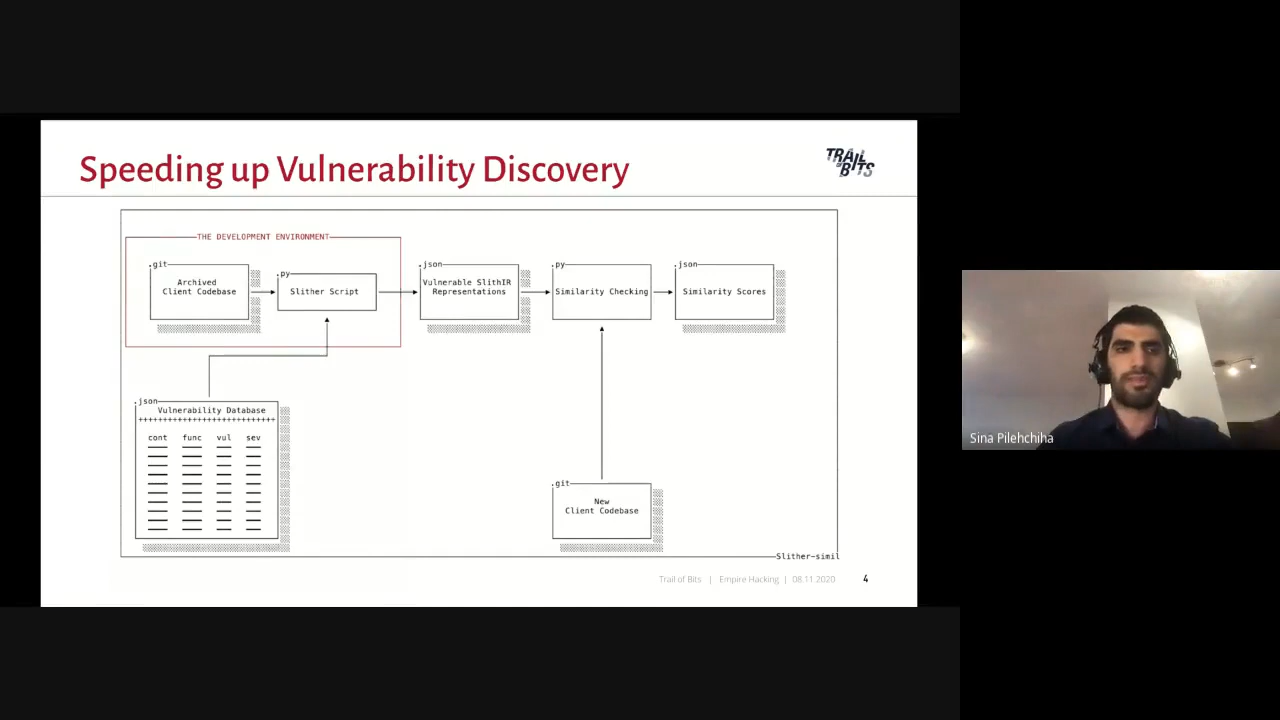 Speeding up Vulnerability Discovery
TRAIL
OF
BITS
THE DEVELOPMENT ENVIRONMENT
.git
Archived
Client Codebase
.py
Slither Script
.json
Vulnerable SlithIR
Representations
.py
Similarity Checking
.json
Similarity Scores
.json
Vulnerability Database
++++++++++++++++++++++++++++
cont func vul sev
.git
New
Client Codebase
Slither-simil
Trail of Bits | Empire Hacking | 08.11.2020 4
Sina Pilehchiha